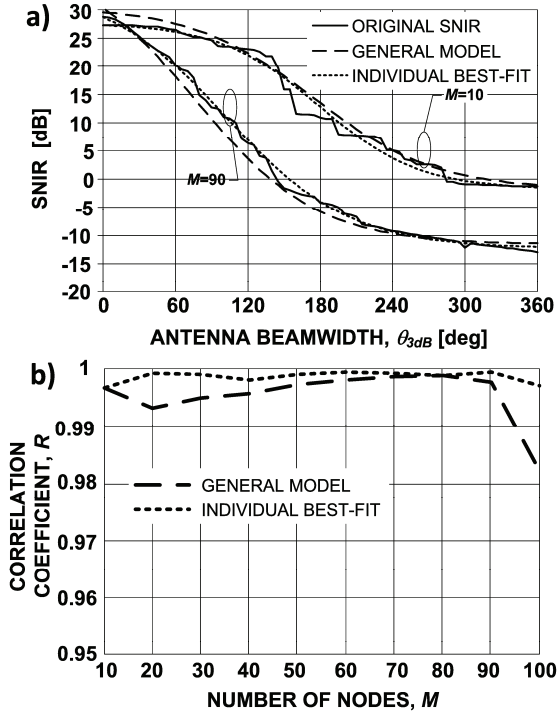 a)
30
25
20
15
10
5
0
-5
-10
-15
-20
SNIR [dB]
ORIGINAL SNIR
GENERAL MODEL
INDIVIDUAL BEST-FIT
M=10
M=90
0 60 120 180 240 300 360
ANTENNA BEAMWIDTH, θ3dB [deg]
b)
1
0.99
0.98
0.97
0.96
0.95
CORRELATION
COEFFICIENT, R
GENERAL MODEL
INDIVIDUAL BEST-FIT
10 20 30 40 50 60 70 80 90 100
NUMBER OF NODES, M